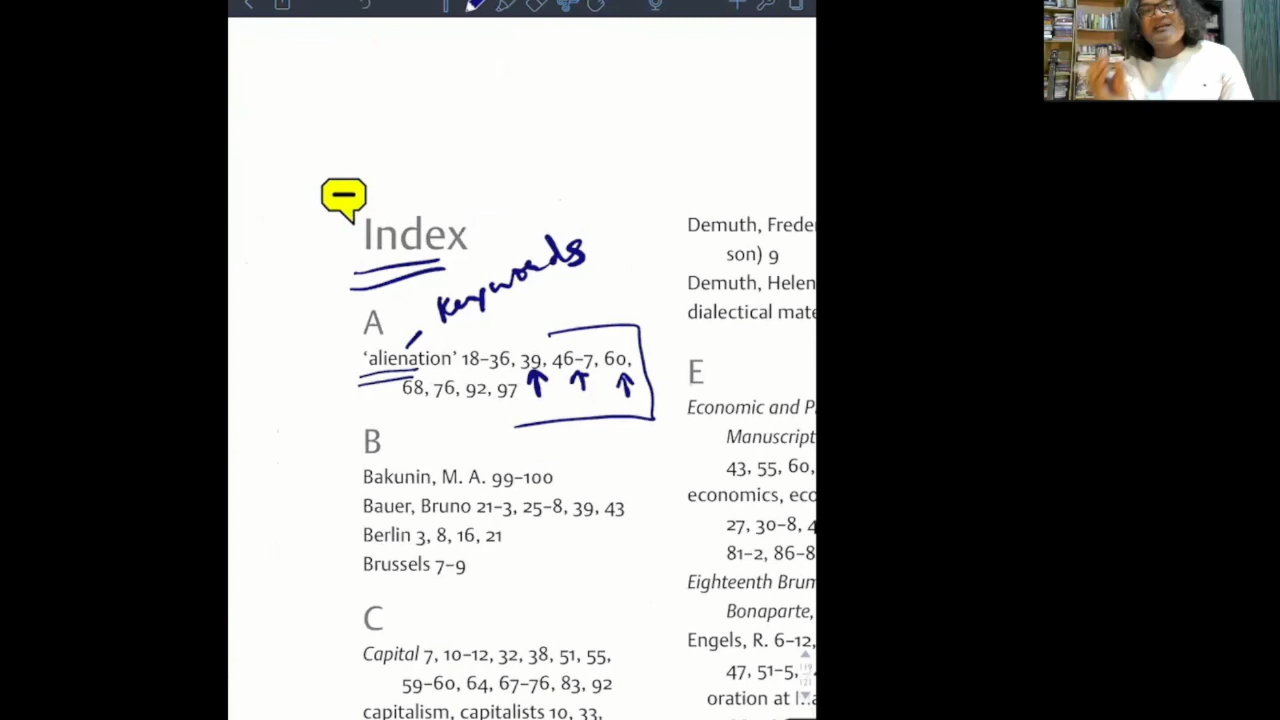 Index
keywords
A
‘alienation’ 18–36, 39, 46–7, 60,
68, 76, 92, 97
B
Bakunin, M. A. 99–100
Bauer, Bruno 21–3, 25–8, 39, 43
Berlin 3, 8, 16, 21
Brussels 7–9
C
Capital 7, 10–12, 32, 38, 51, 55,
59–60, 64, 67–76, 83, 92
capitalism, capitalists 10, 33,
Demuth, Freder
son) 9
Demuth, Helen
dialectical mate
E
Economic and P
Manuscript
43, 55, 60,
economics, eco
27, 30–8, 4
81–2, 86–8
Eighteenth Brum
Bonaparte,
Engels, R. 6–12,
47, 51–5,
oration at
119
121